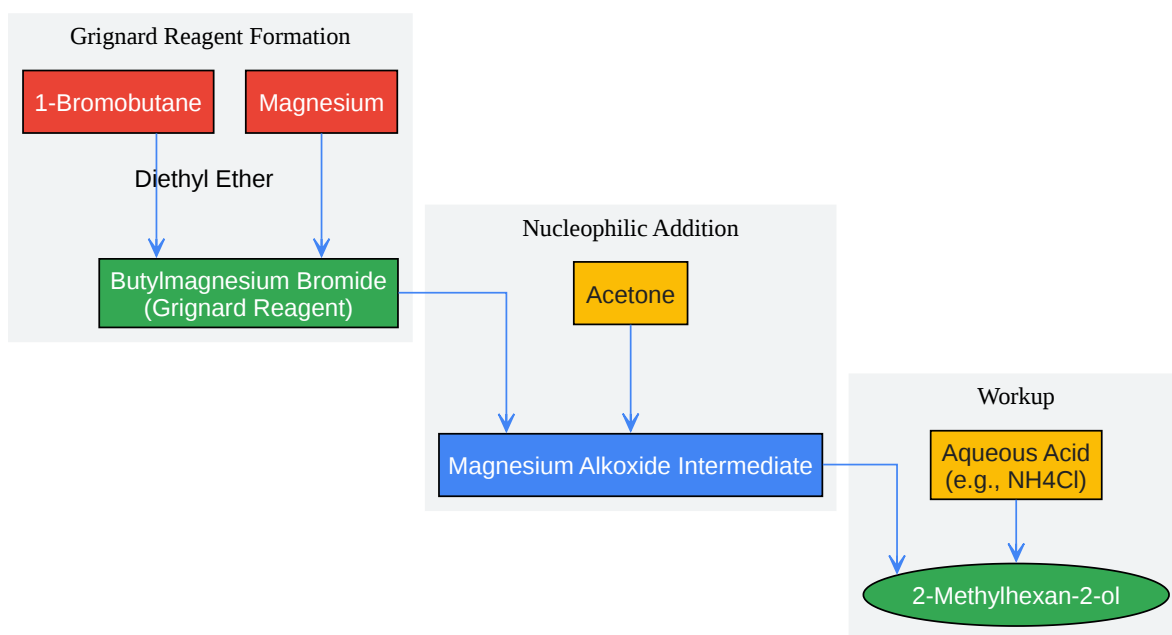 Grignard Reagent Formation
1-Bromobutane
Magnesium
Diethyl Ether
Butylmagnesium Bromide
(Grignard Reagent)
Nucleophilic Addition
Acetone
Magnesium Alkoxide Intermediate
Workup
Aqueous Acid
(e.g., NH4Cl)
2-Methylhexan-2-ol